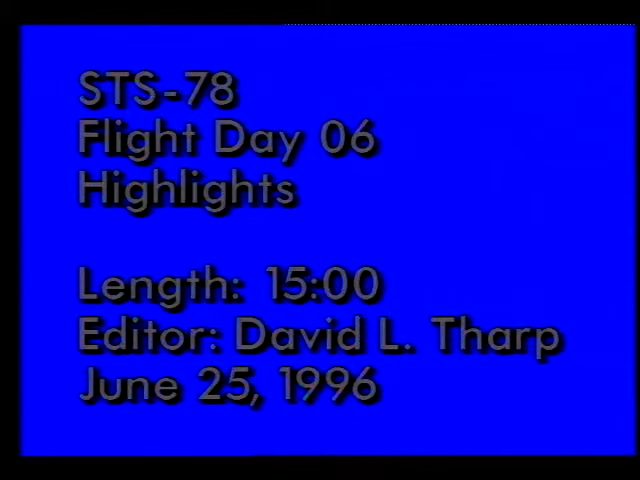 STS-78
Flight Day 06
Highlights
Length: 15:00
Editor: David L. Tharp
June 25, 1996